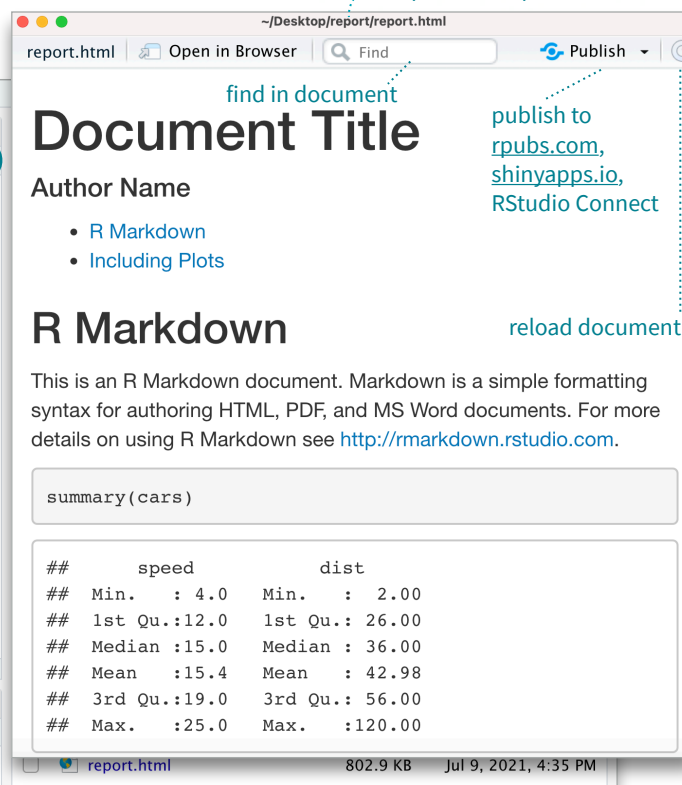 ~/Desktop/report/report.html
report.html Open in Browser Find Publish
find in document
publish to
rpubs.com,
shinyapps.io,
RStudio Connect
Document Title
Author Name
• R Markdown
• Including Plots
reload document
R Markdown
This is an R Markdown document. Markdown is a simple formatting
syntax for authoring HTML, PDF, and MS Word documents. For more
details on using R Markdown see http://rmarkdown.rstudio.com.
summary(cars)
##      speed           dist
##  Min.   : 4.0   Min.   :  2.00
##  1st Qu.:12.0   1st Qu.: 26.00
##  Median :15.0   Median : 36.00
##  Mean   :15.4   Mean   : 42.98
##  3rd Qu.:19.0   3rd Qu.: 56.00
##  Max.   :25.0   Max.   :120.00
report.html 802.9 KB Jul 9, 2021, 4:35 PM